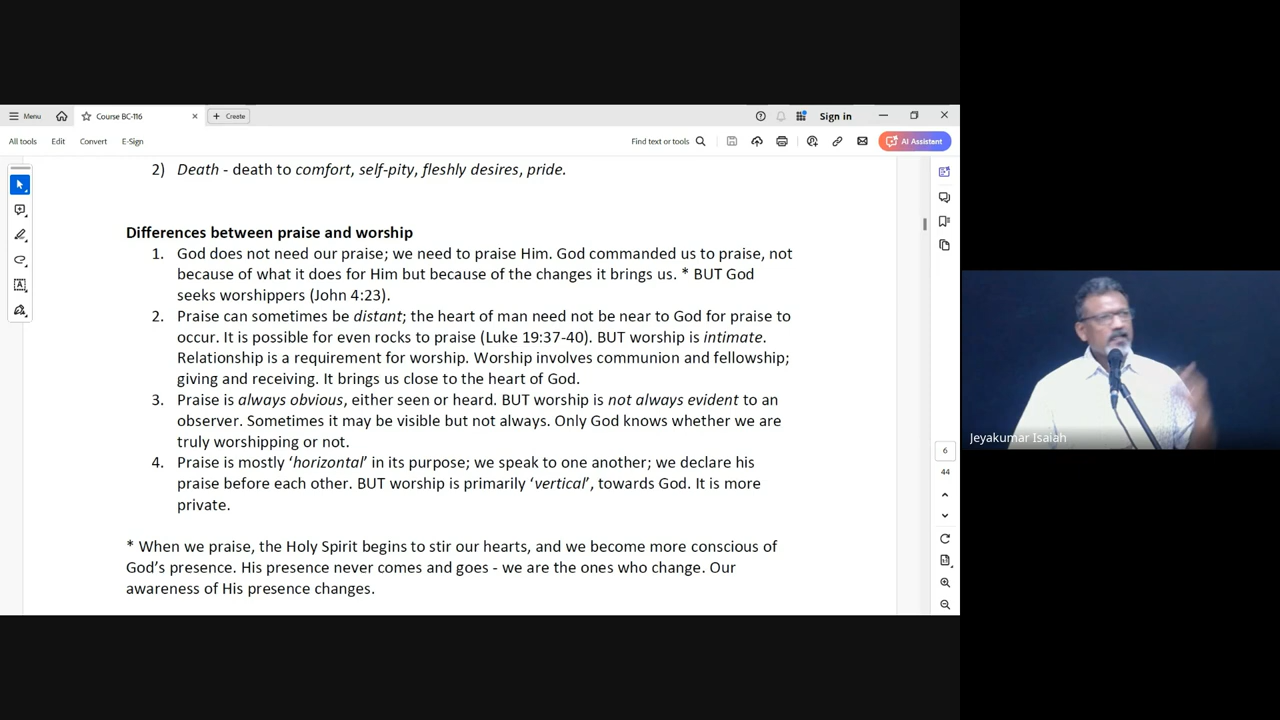 Menu
Course BC-116
Create
Sign in
All tools
Edit
Convert
E-Sign
Find text or tools
AI Assistant
2) Death - death to comfort, self-pity, fleshly desires, pride.
Differences between praise and worship
1. God does not need our praise; we need to praise Him. God commanded us to praise, not
because of what it does for Him but because of the changes it brings us. * BUT God
seeks worshippers (John 4:23).
2. Praise can sometimes be distant; the heart of man need not be near to God for praise to
occur. It is possible for even rocks to praise (Luke 19:37-40). BUT worship is intimate.
Relationship is a requirement for worship. Worship involves communion and fellowship;
giving and receiving. It brings us close to the heart of God.
3. Praise is always obvious, either seen or heard. BUT worship is not always evident to an
observer. Sometimes it may be visible but not always. Only God knows whether we are
truly worshipping or not.
4. Praise is mostly ‘horizontal’ in its purpose; we speak to one another; we declare his
praise before each other. BUT worship is primarily ‘vertical’, towards God. It is more
private.
* When we praise, the Holy Spirit begins to stir our hearts, and we become more conscious of
God’s presence. His presence never comes and goes - we are the ones who change. Our
awareness of His presence changes.
6
44
Jeyakumar Isaiah